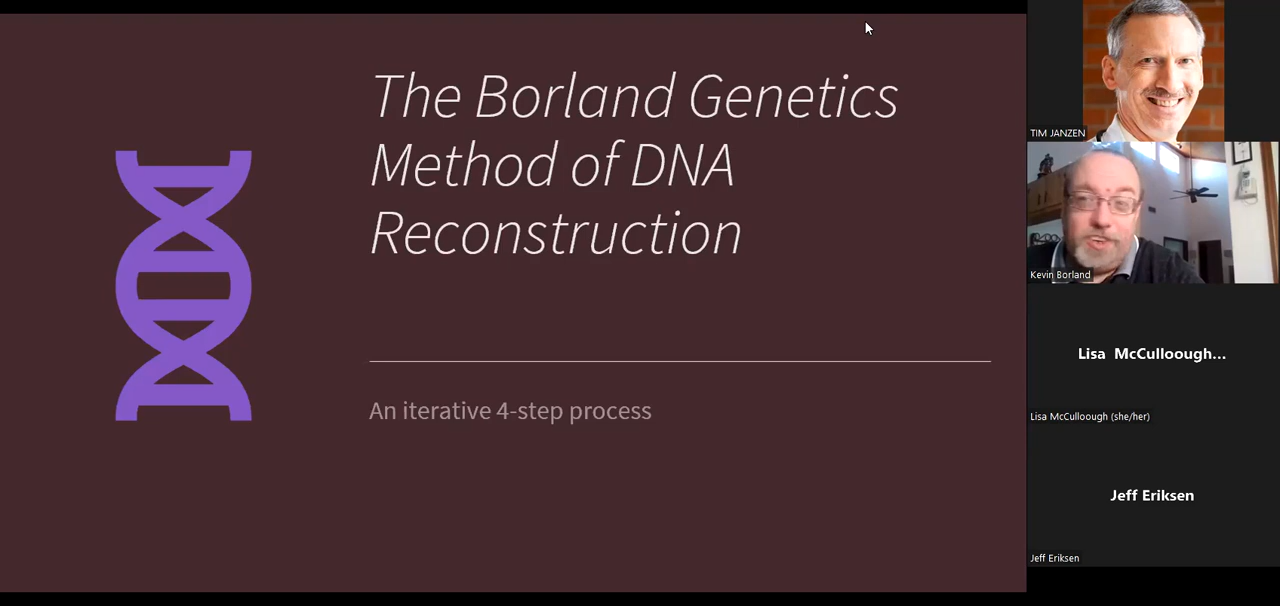 The Borland Genetics
Method of DNA
Reconstruction
An iterative 4-step process
TIM JANZEN
Kevin Borland
Lisa McCulloough...
Lisa McCulloough (she/her)
Jeff Eriksen
Jeff Eriksen